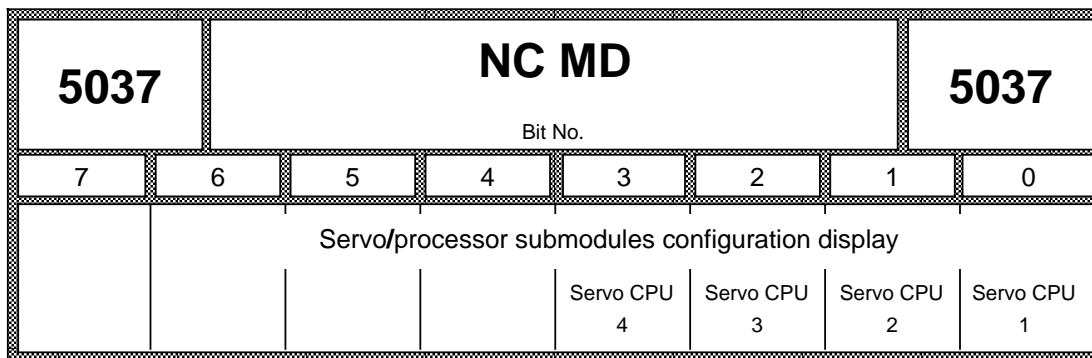 5037 NC MD 5037
Bit No.
7 6 5 4 3 2 1 0
Servo/processor submodules configuration display
Servo CPU Servo CPU Servo CPU Servo CPU
4 3 2 1